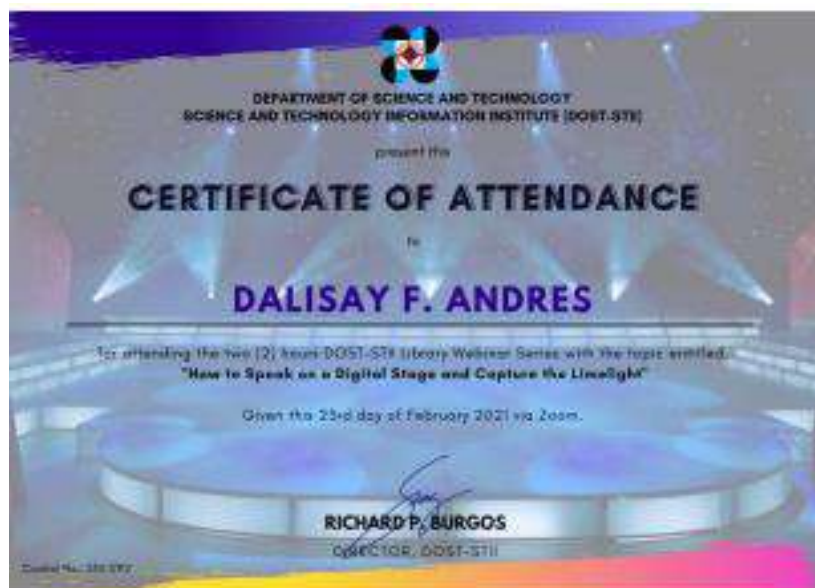 DEPARTMENT OF SCIENCE AND TECHNOLOGY
SCIENCE AND TECHNOLOGY INFORMATION INSTITUTE (DOST-STII)
present this
CERTIFICATE OF ATTENDANCE
to
DALISAY F. ANDRES
for attending the two (2) hours DOST-STII Library Webinar Series with the topic entitled,
"How to Speak on a Digital Stage and Capture the Limelight"
Given this 23rd day of February 2021 via Zoom.
RICHARD P. BURGOS
DIRECTOR, DOST-STII
Control No.: